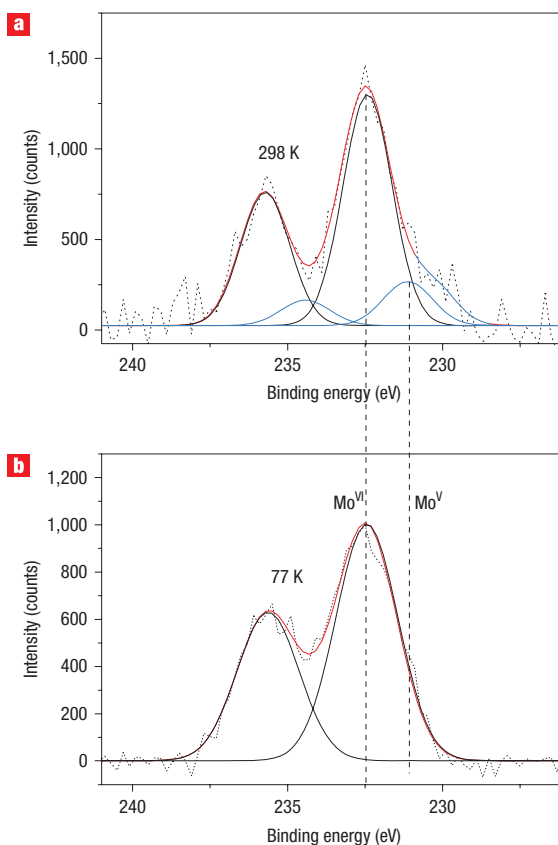 a
1,500
1,000
500
0
298 K
240
235
230
Binding energy (eV)
Intensity (counts)
b
1,200
1,000
800
600
400
200
0
Mo^VI
Mo^V
77 K
240
235
230
Binding energy (eV)
Intensity (counts)